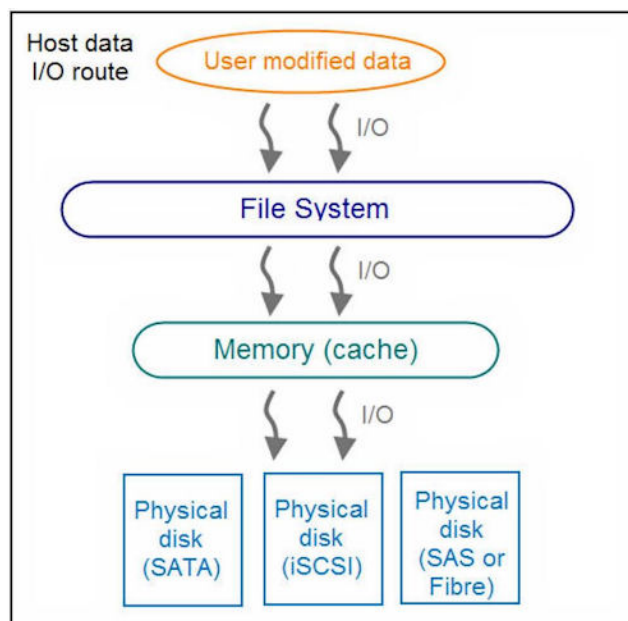 Host data
I/O route
User modified data
I/O
File System
I/O
Memory (cache)
I/O
Physical
disk
(SATA)
Physical
disk
(iSCSI)
Physical
disk
(SAS or
Fibre)